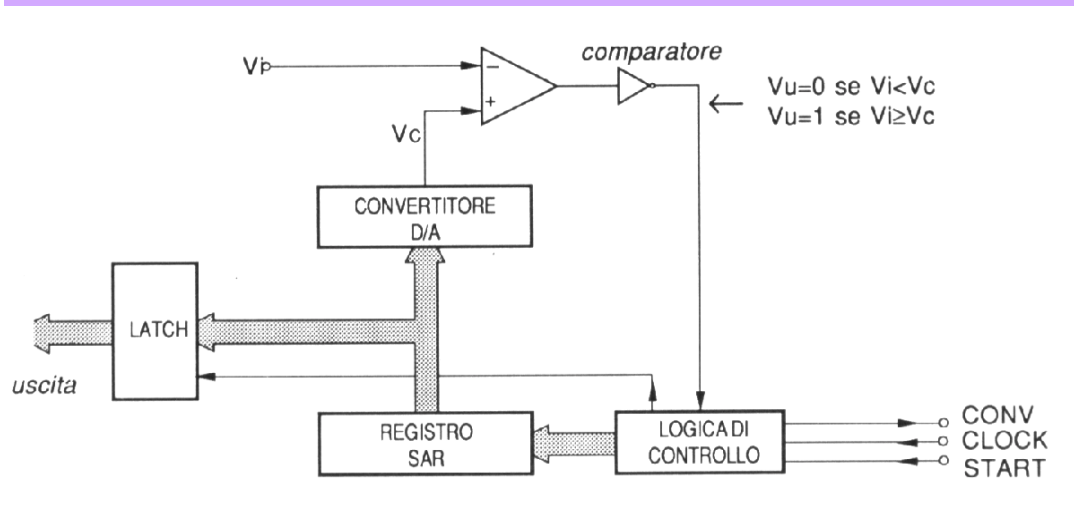 comparatore
Vi
Vu=0 se Vi<Vc
Vu=1 se Vi≥Vc
−
+
Vc
CONVERTITORE
D/A
LATCH
uscita
REGISTRO
SAR
LOGICA DI
CONTROLLO
CONV
CLOCK
START